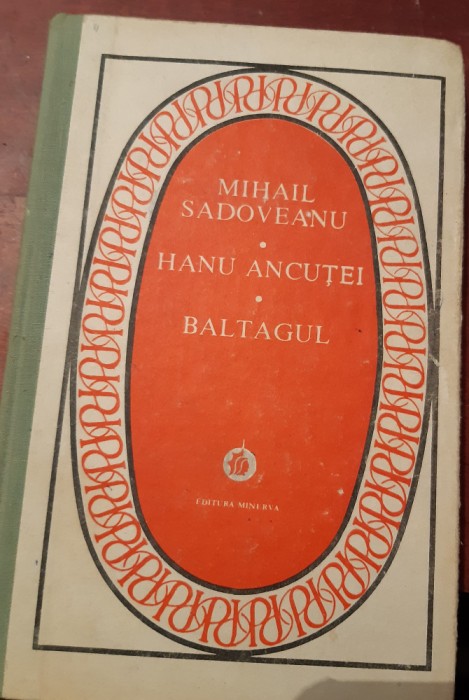 MIHAIL
SADOVEANU
HANU ANCUȚEI
BALTAGUL
EDITURA MINERVA